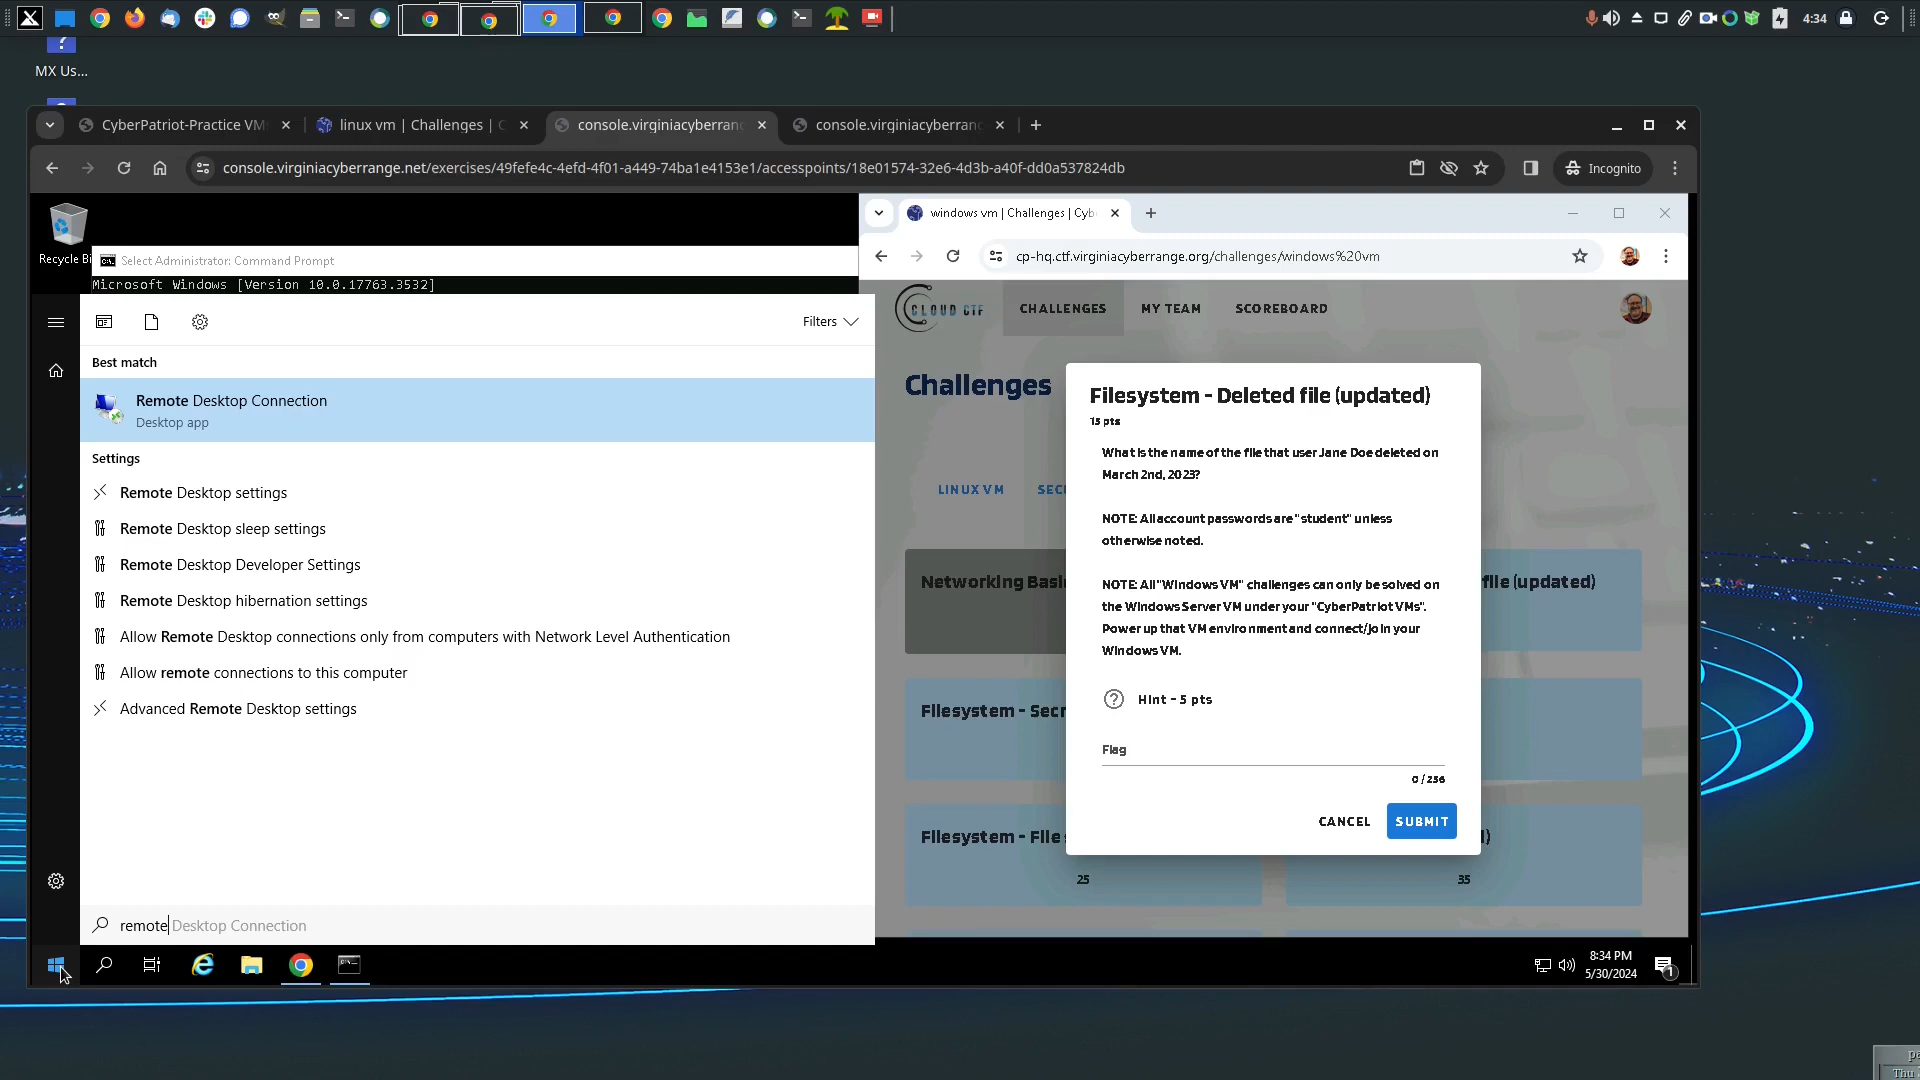 4:34
MX Us...
CyberPatriot-Practice VM
linux vm | Challenges | C
console.virginiacyberran
console.virginiacyberran
console.virginiacyberrange.net/exercises/49fefe4c-4efd-4f01-a449-74ba1e4153e1/accesspoints/18e01574-32e6-4d3b-a40f-dd0a537824db
Incognito
Recycle Bi
Select Administrator: Command Prompt
Microsoft Windows [Version 10.0.17763.3532]
Filters
Best match
Remote Desktop Connection
Desktop app
Settings
Remote Desktop settings
Remote Desktop sleep settings
Remote Desktop Developer Settings
Remote Desktop hibernation settings
Allow Remote Desktop connections only from computers with Network Level Authentication
Allow remote connections to this computer
Advanced Remote Desktop settings
remote Desktop Connection
windows vm | Challenges | Cyb
cp-hq.ctf.virginiacyberrange.org/challenges/windows%20vm
CLOUD CTF
CHALLENGES
MY TEAM
SCOREBOARD
Challenges
LINUX VM
SEC
Networking Basi
file (updated)
Filesystem - Secr
Filesystem - File s
)
25
35
Filesystem - Deleted file (updated)
15 pts
What is the name of the file that user Jane Doe deleted on
March 2nd, 2023?
NOTE: All account passwords are "student" unless
otherwise noted.
NOTE: All "Windows VM" challenges can only be solved on
the Windows Server VM under your "CyberPatriot VMs".
Power up that VM environment and connect/join your
Windows VM.
Hint - 5 pts
Flag
0 / 256
CANCEL
SUBMIT
8:34 PM
5/30/2024
1
pa
Thu